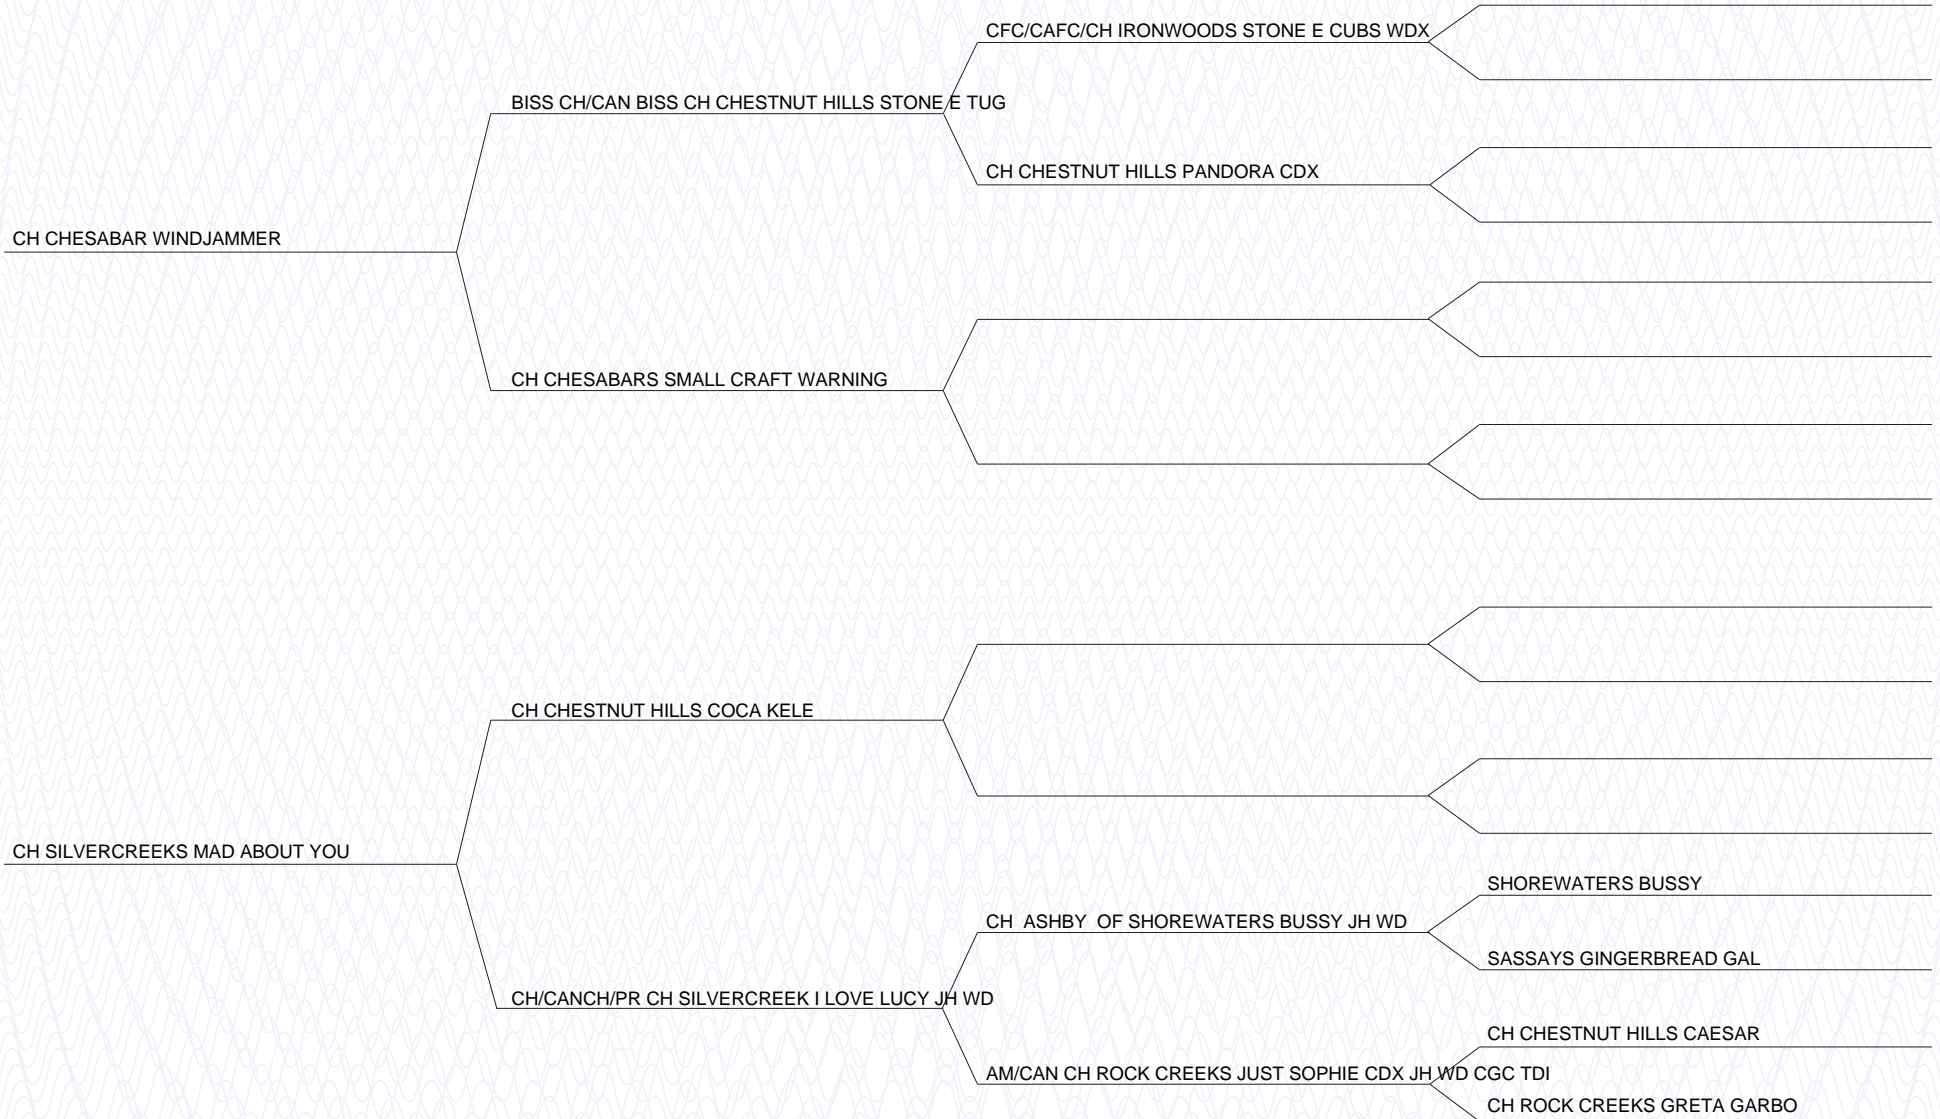 CFC/CAFC/CH IRONWOODS STONE E CUBS WDX
BISS CH/CAN BISS CH CHESTNUT HILLS STONE E TUG
CH CHESTNUT HILLS PANDORA CDX
CH CHESABAR WINDJAMMER
CH CHESABARS SMALL CRAFT WARNING
CH CHESTNUT HILLS COCA KELE
CH SILVERCREEKS MAD ABOUT YOU
SHOREWATERS BUSSY
CH  ASHBY  OF SHOREWATERS BUSSY JH WD
SASSAYS GINGERBREAD GAL
CH/CANCH/PR CH SILVERCREEK I LOVE LUCY JH WD
CH CHESTNUT HILLS CAESAR
AM/CAN CH ROCK CREEKS JUST SOPHIE CDX JH WD CGC TDI
CH ROCK CREEKS GRETA GARBO